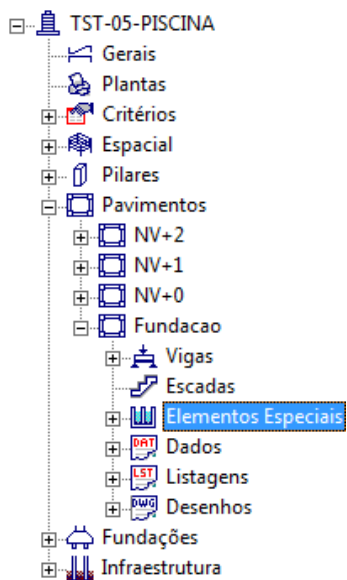 TST-05-PISCINA
Gerais
Plantas
Critérios
Espacial
Pilares
Pavimentos
NV+2
NV+1
NV+0
Fundacao
Vigas
Escadas
Elementos Especiais
DAT Dados
LST Listagens
DWG Desenhos
Fundações
Infraestrutura